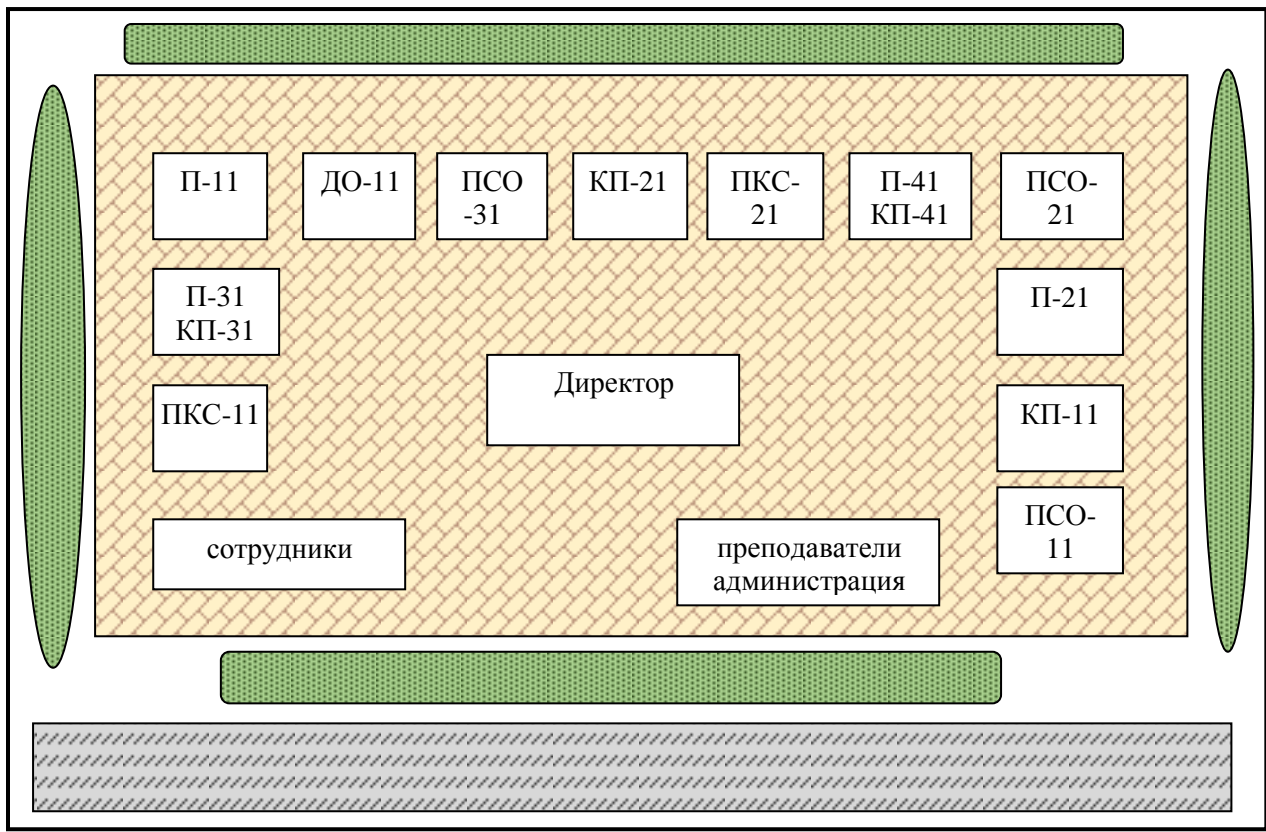 П-11
ДО-11
ПСО
-31
КП-21
ПКС-
21
П-41
КП-41
ПСО-
21
П-31
КП-31
П-21
Директор
ПКС-11
КП-11
ПСО-
11
сотрудники
преподаватели
администрация